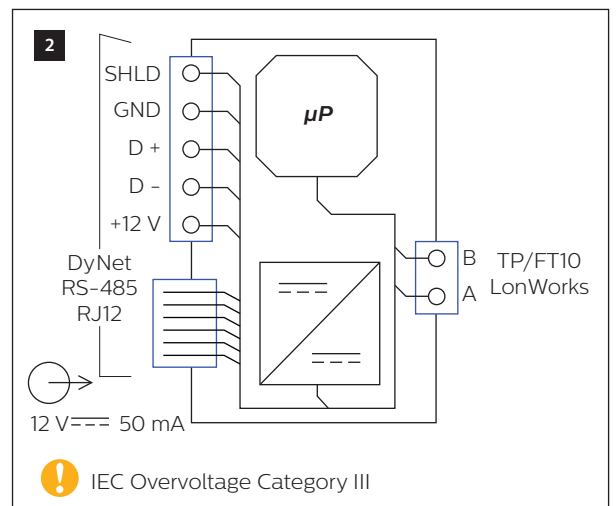 2
SHLD
GND
D +
D -
+12 V
DyNet
RS-485
RJ12
12 V 50 mA
µP
B
A
TP/FT10
LonWorks
! IEC Overvoltage Category III